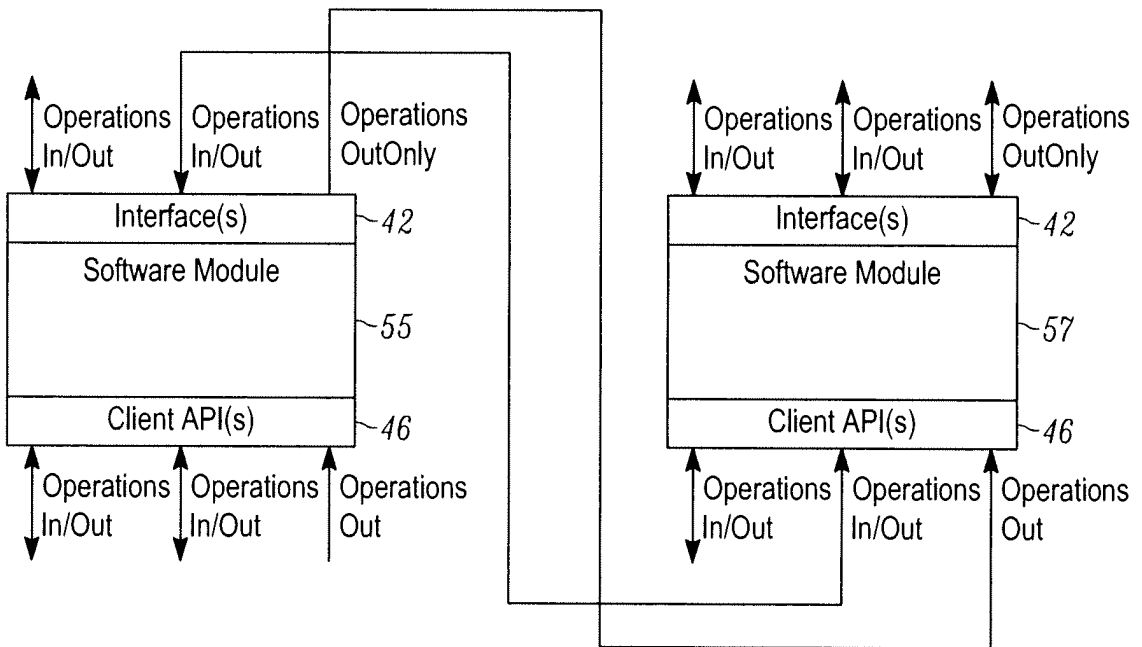 Operations
In/Out
Operations
In/Out
Operations
OutOnly
Interface(s)
42
Software Module
55
Client API(s)
46
Operations
In/Out
Operations
In/Out
Operations
Out
Operations
In/Out
Operations
In/Out
Operations
OutOnly
Interface(s)
42
Software Module
57
Client API(s)
46
Operations
In/Out
Operations
In/Out
Operations
Out